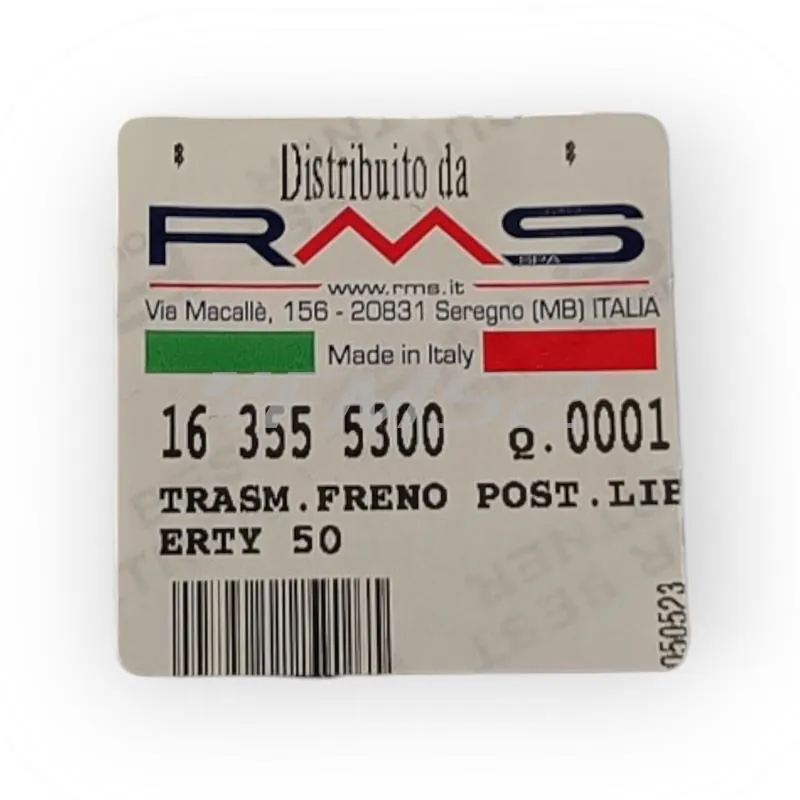 Distribuito da
RMS
SPA
www.rms.it
Via Macallè, 156 - 20831 Seregno (MB) ITALIA
Made in Italy
16 355 5300 Q.0001
TRASM.FRENO POST.LIB
ERTY 50
050523